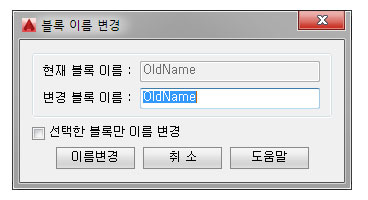 블록 이름 변경
현재 블록 이름 : OldName
변경 블록 이름 : OldName
선택한 블록만 이름 변경
이름변경 취 소 도움말